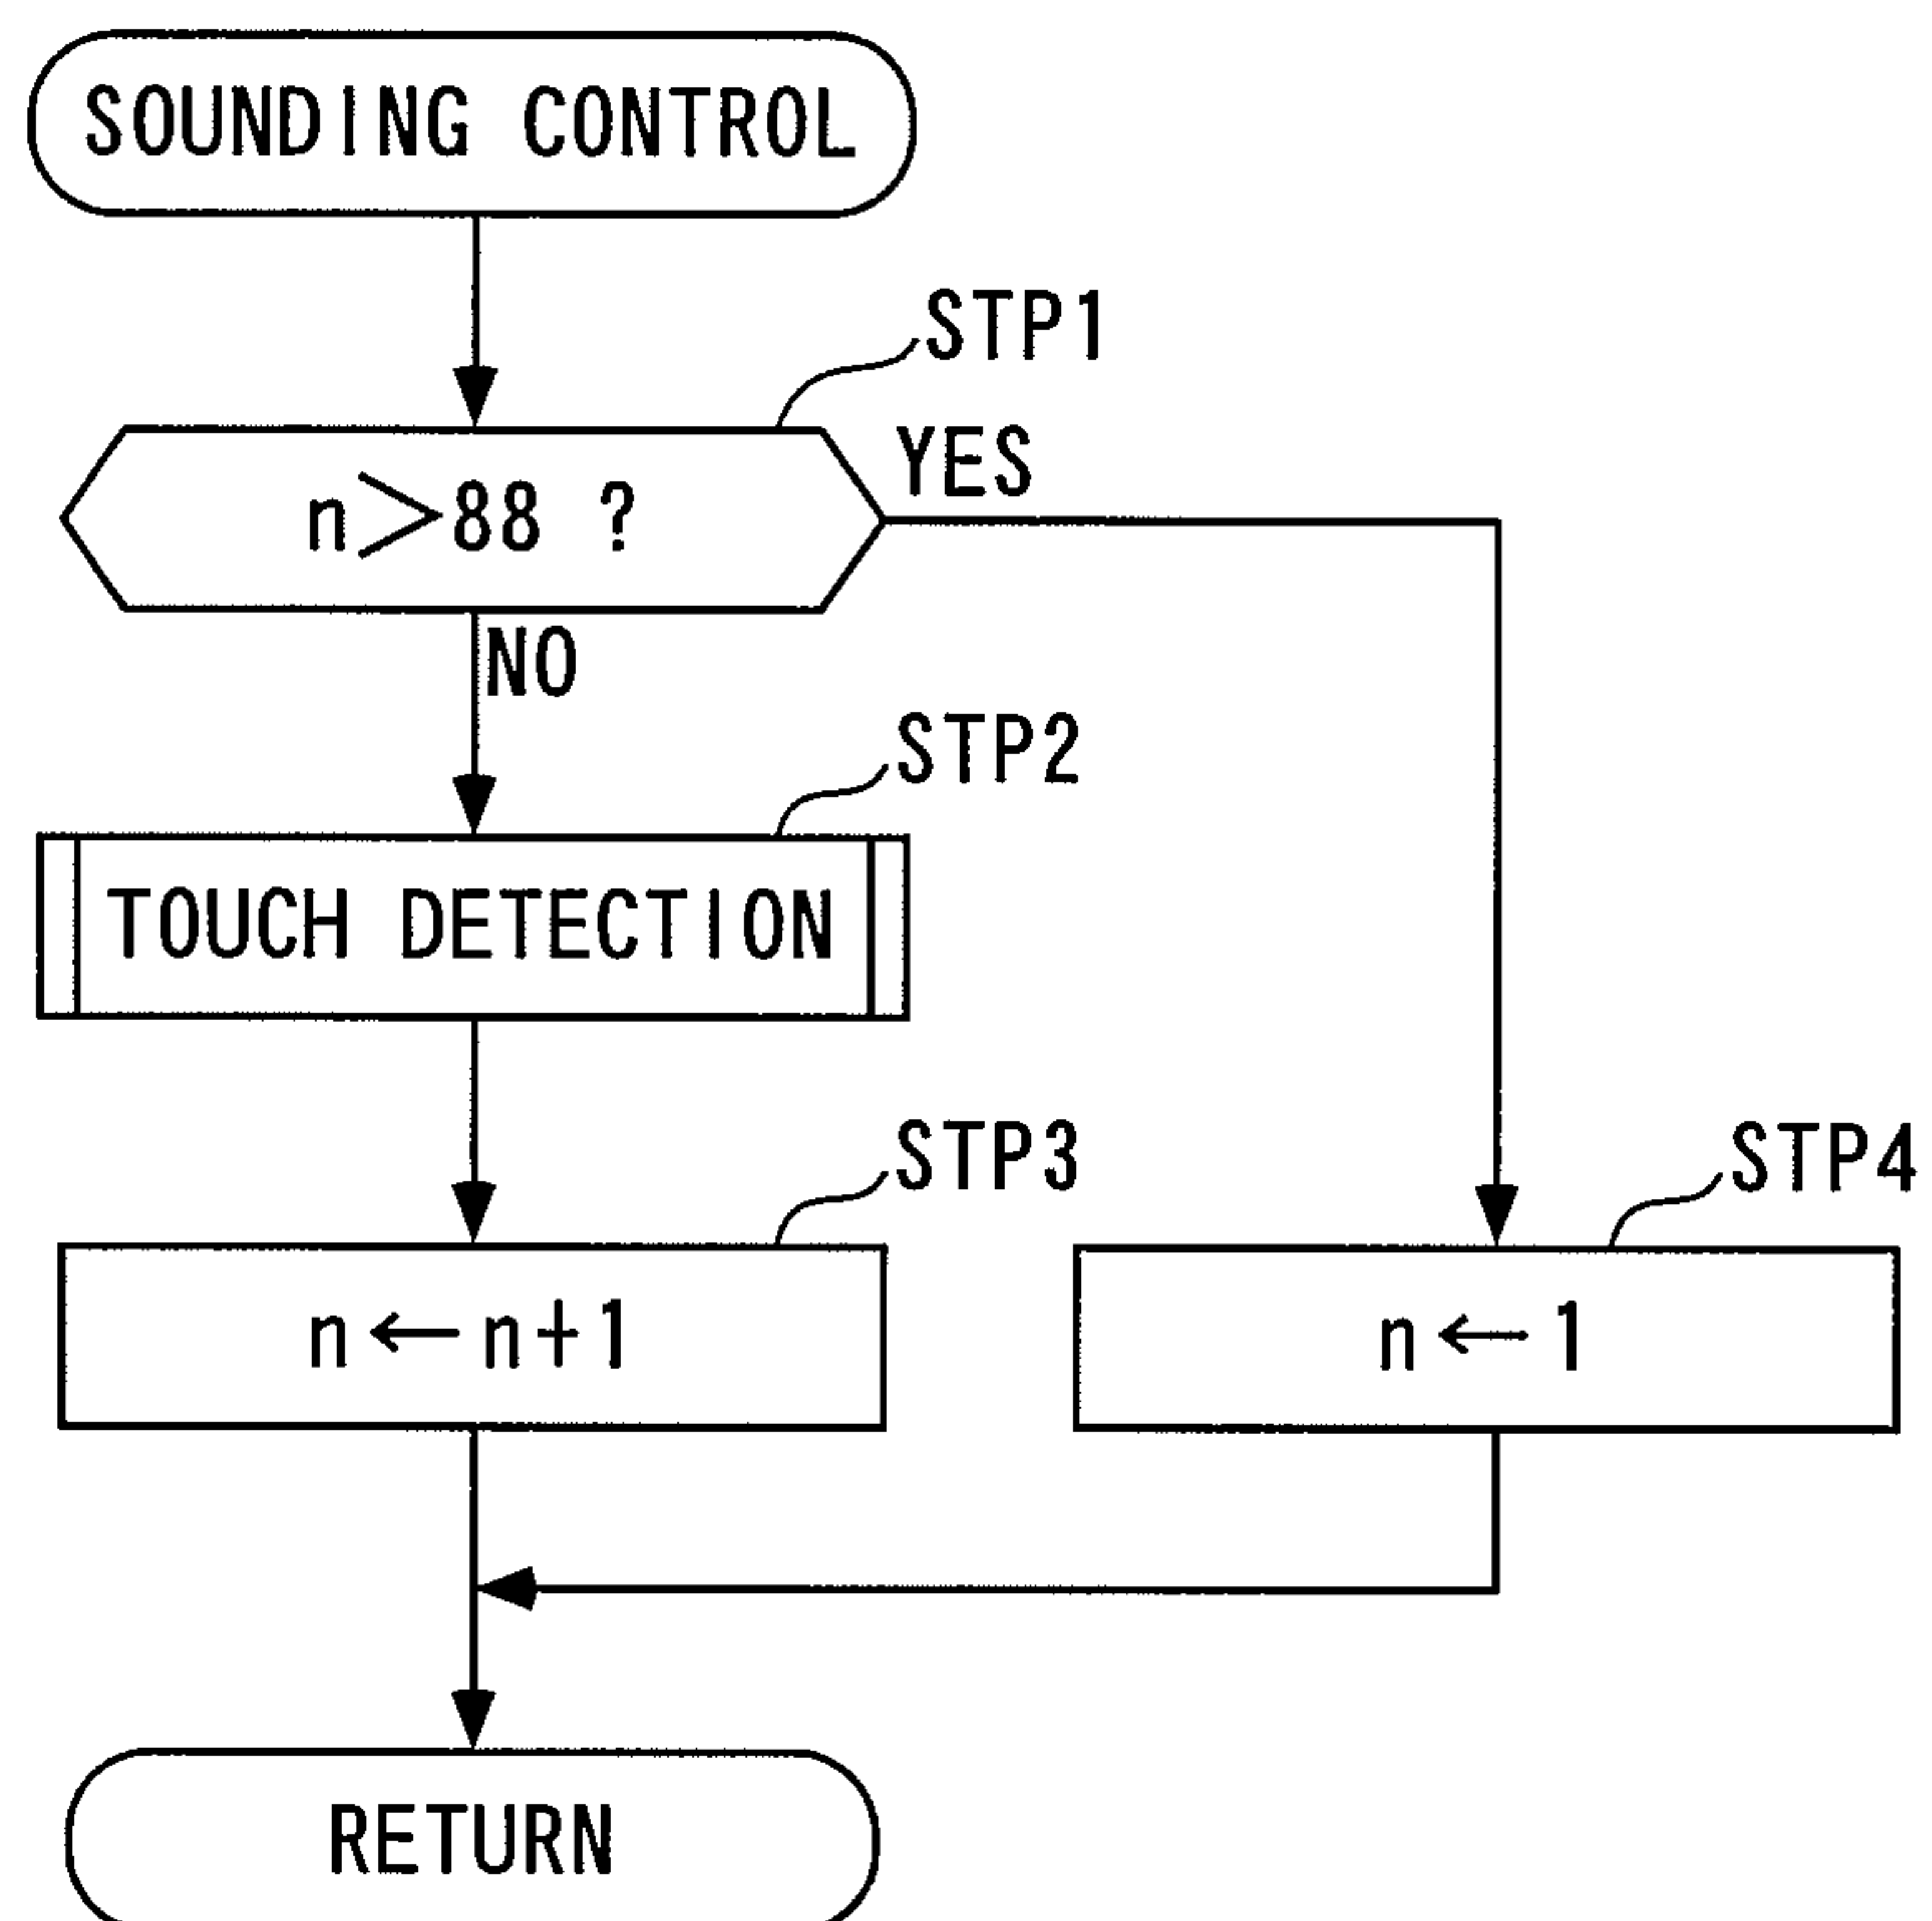 SOUNDING CONTROL
STP1
n>88 ?
YES
NO
STP2
TOUCH DETECTION
STP3
n←n+1
STP4
n←1
RETURN